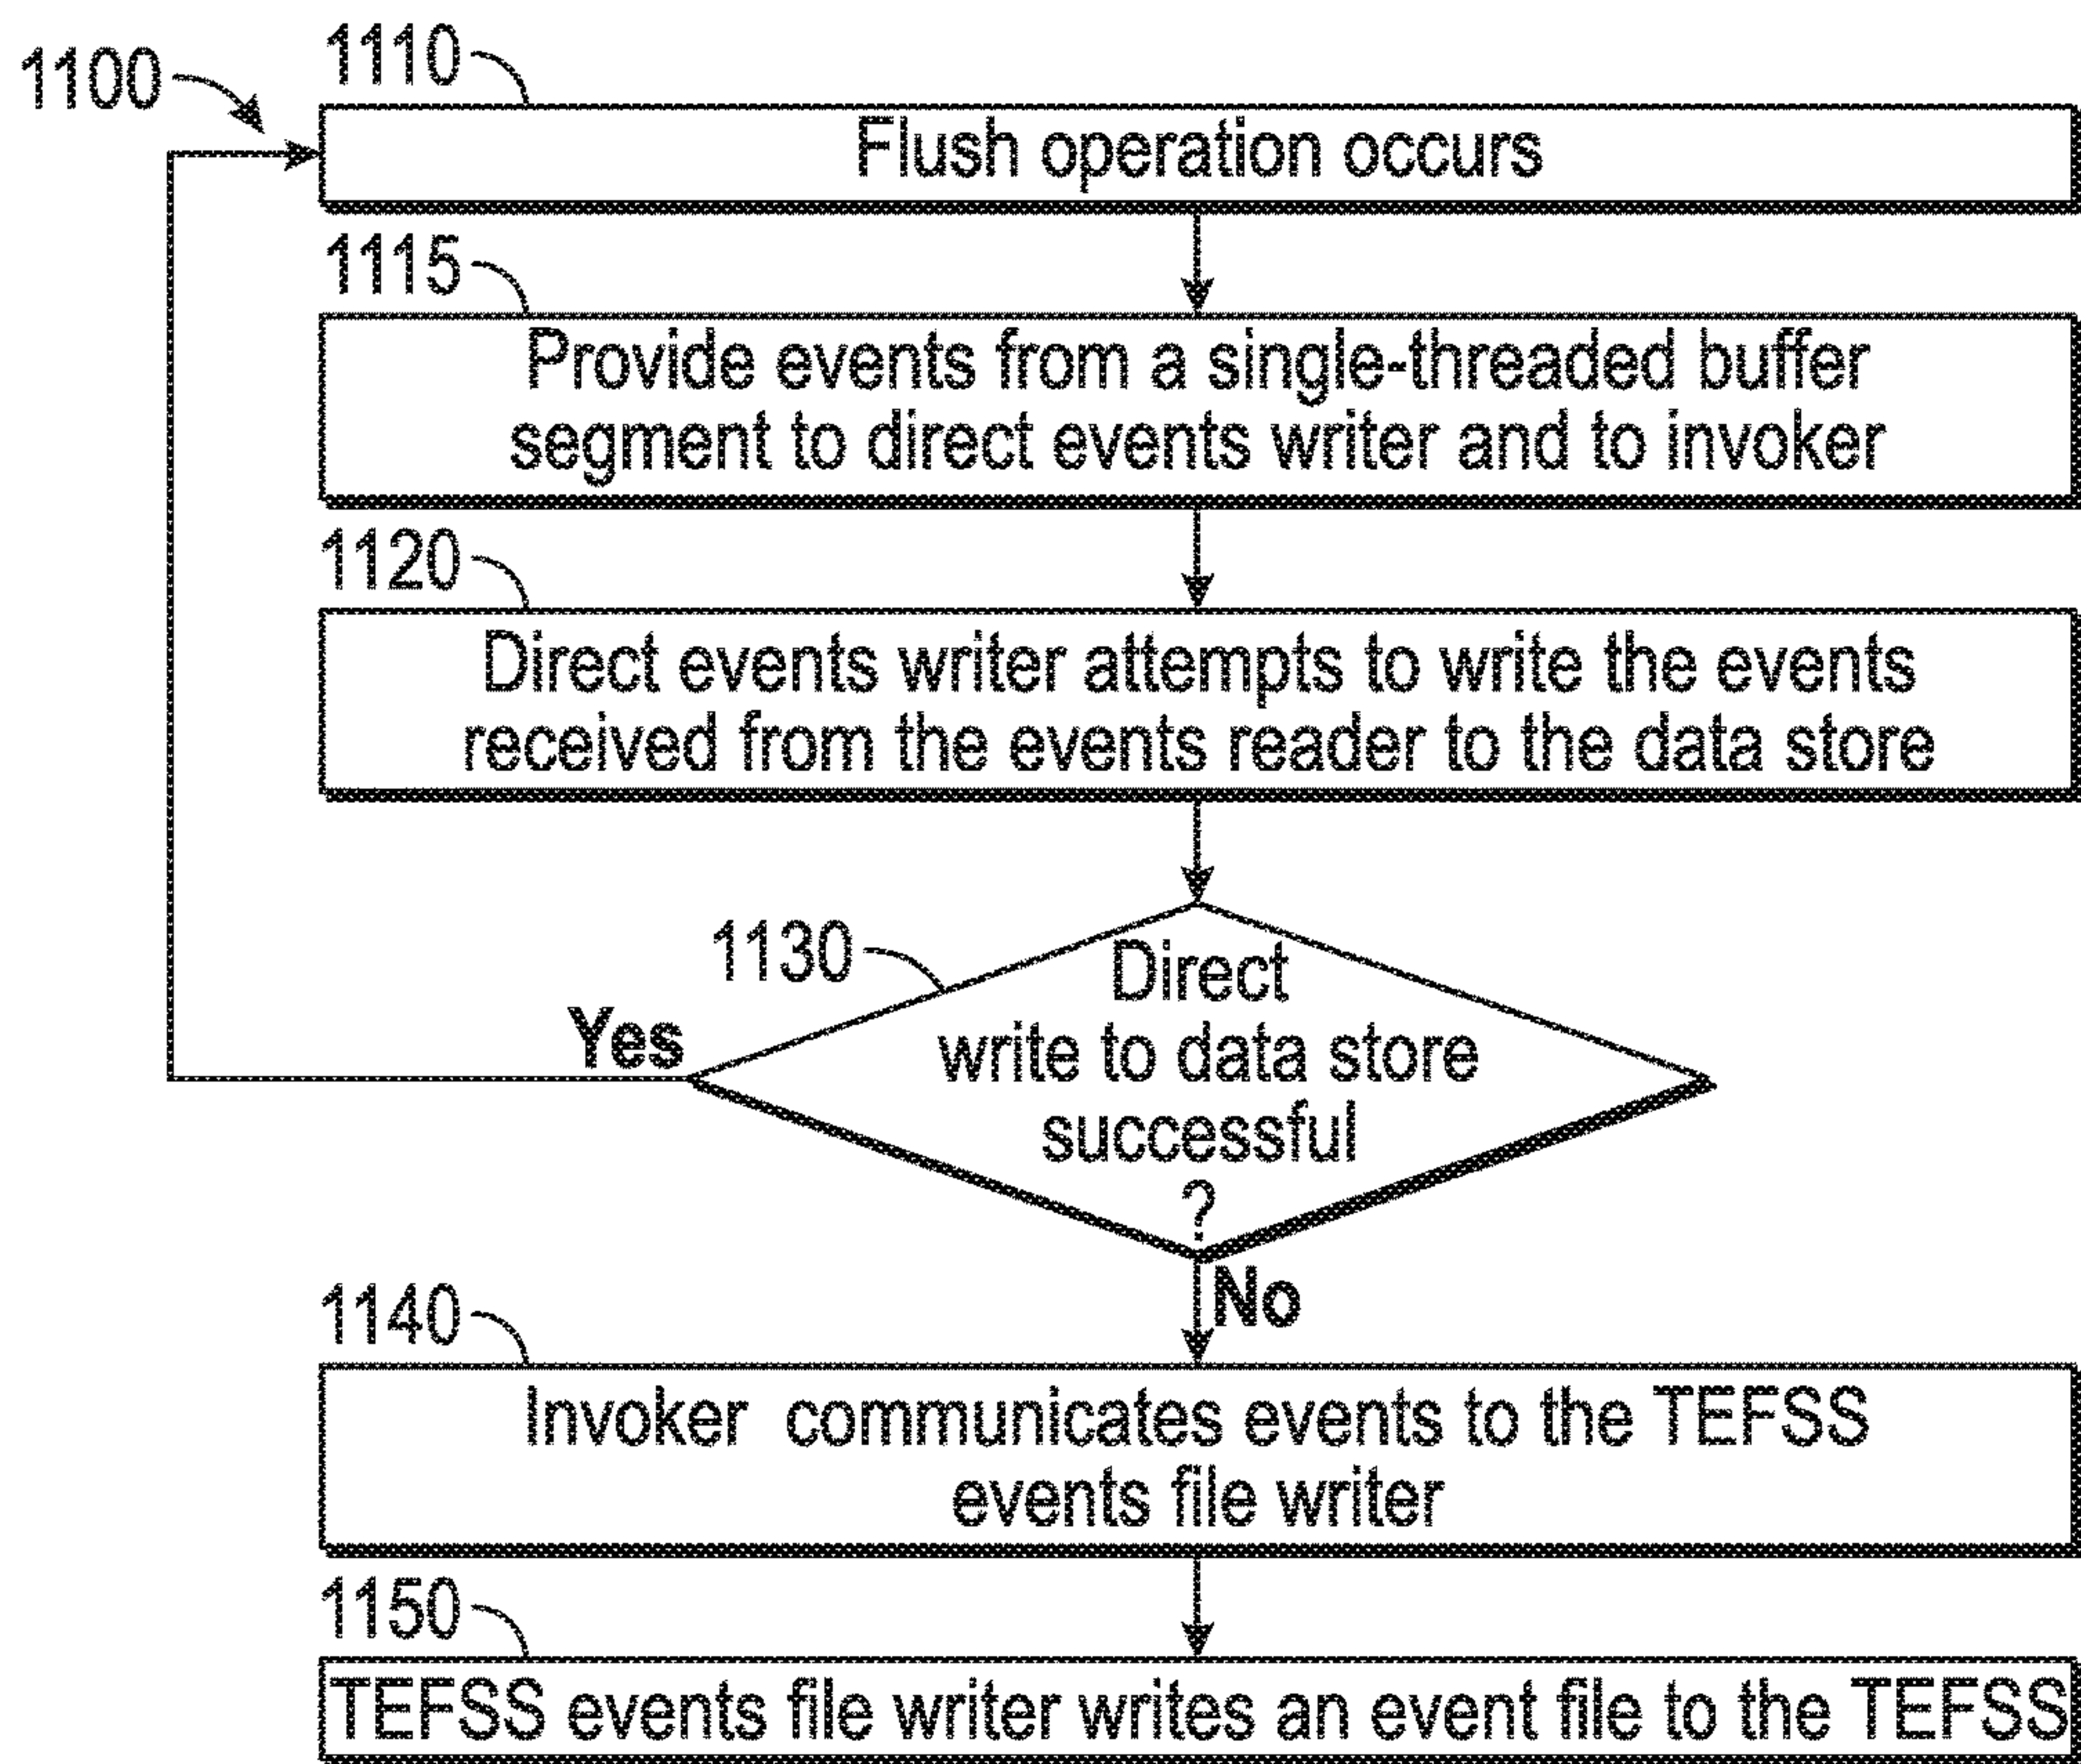 1100
1110
Flush operation occurs
1115
Provide events from a single-threaded buffer
segment to direct events writer and to invoker
1120
Direct events writer attempts to write the events
received from the events reader to the data store
1130
Direct
write to data store
successful
?
Yes
No
1140
Invoker communicates events to the TEFSS
events file writer
1150
TEFSS events file writer writes an event file to the TEFSS